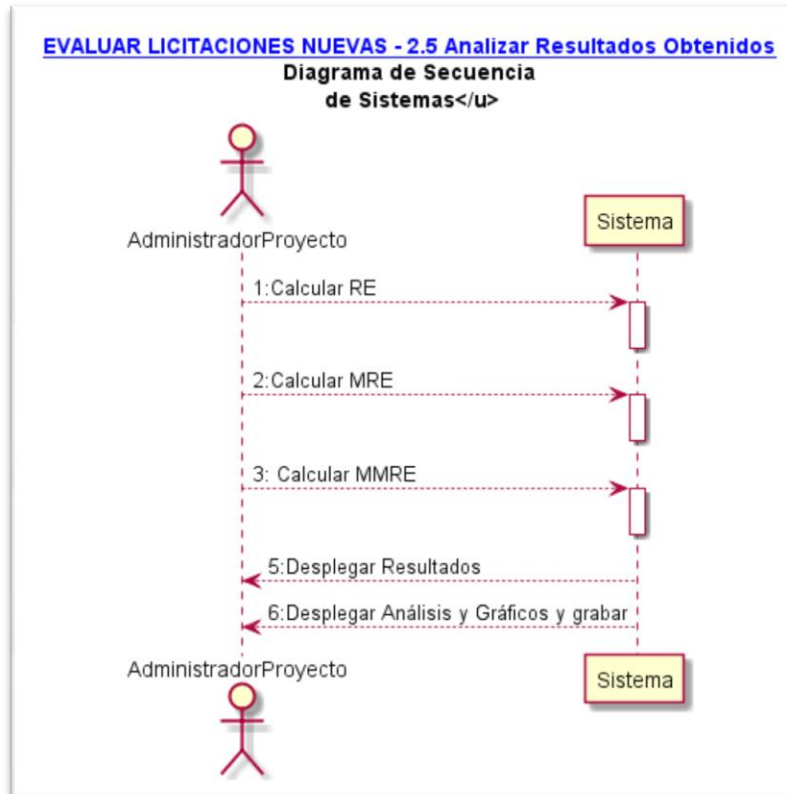 EVALUAR LICITACIONES NUEVAS - 2.5 Analizar Resultados Obtenidos
Diagrama de Secuencia
de Sistemas</u>
AdministradorProyecto
Sistema
1:Calcular RE
2:Calcular MRE
3: Calcular MMRE
5:Desplegar Resultados
6:Desplegar Análisis y Gráficos y grabar
AdministradorProyecto
Sistema